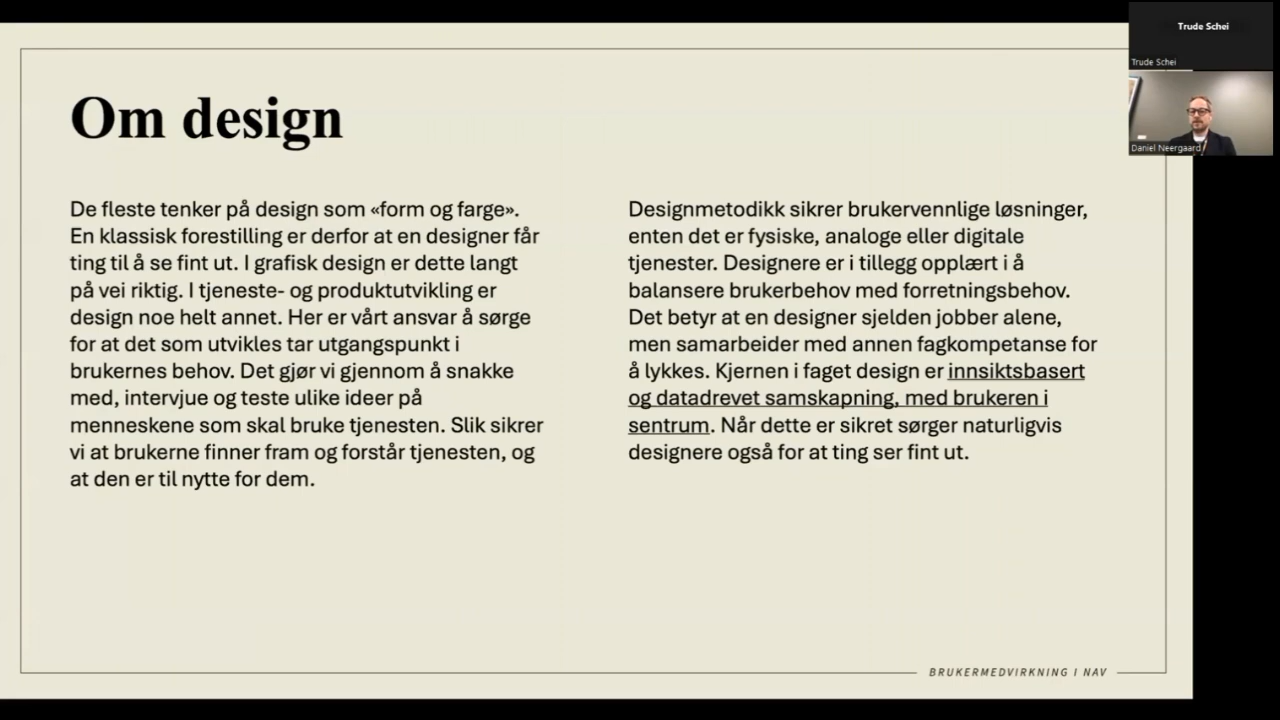 Om design
De fleste tenker på design som «form og farge».
En klassisk forestilling er derfor at en designer får
ting til å se fint ut. I grafisk design er dette langt
på vei riktig. I tjeneste- og produktutvikling er
design noe helt annet. Her er vårt ansvar å sørge
for at det som utvikles tar utgangspunkt i
brukernes behov. Det gjør vi gjennom å snakke
med, intervjue og teste ulike ideer på
menneskene som skal bruke tjenesten. Slik sikrer
vi at brukerne finner fram og forstår tjenesten, og
at den er til nytte for dem.
Designmetodikk sikrer brukervennlige løsninger,
enten det er fysiske, analoge eller digitale
tjenester. Designere er i tillegg opplært i å
balansere brukerbehov med forretningsbehov.
Det betyr at en designer sjelden jobber alene,
men samarbeider med annen fagkompetanse for
å lykkes. Kjernen i faget design er innsiktsbasert
og datadrevet samskapning, med brukeren i
sentrum. Når dette er sikret sørger naturligvis
designere også for at ting ser fint ut.
BRUKERMEDVIRKNING I NAV
Trude Schei
Trude Schei
Daniel Neergaard